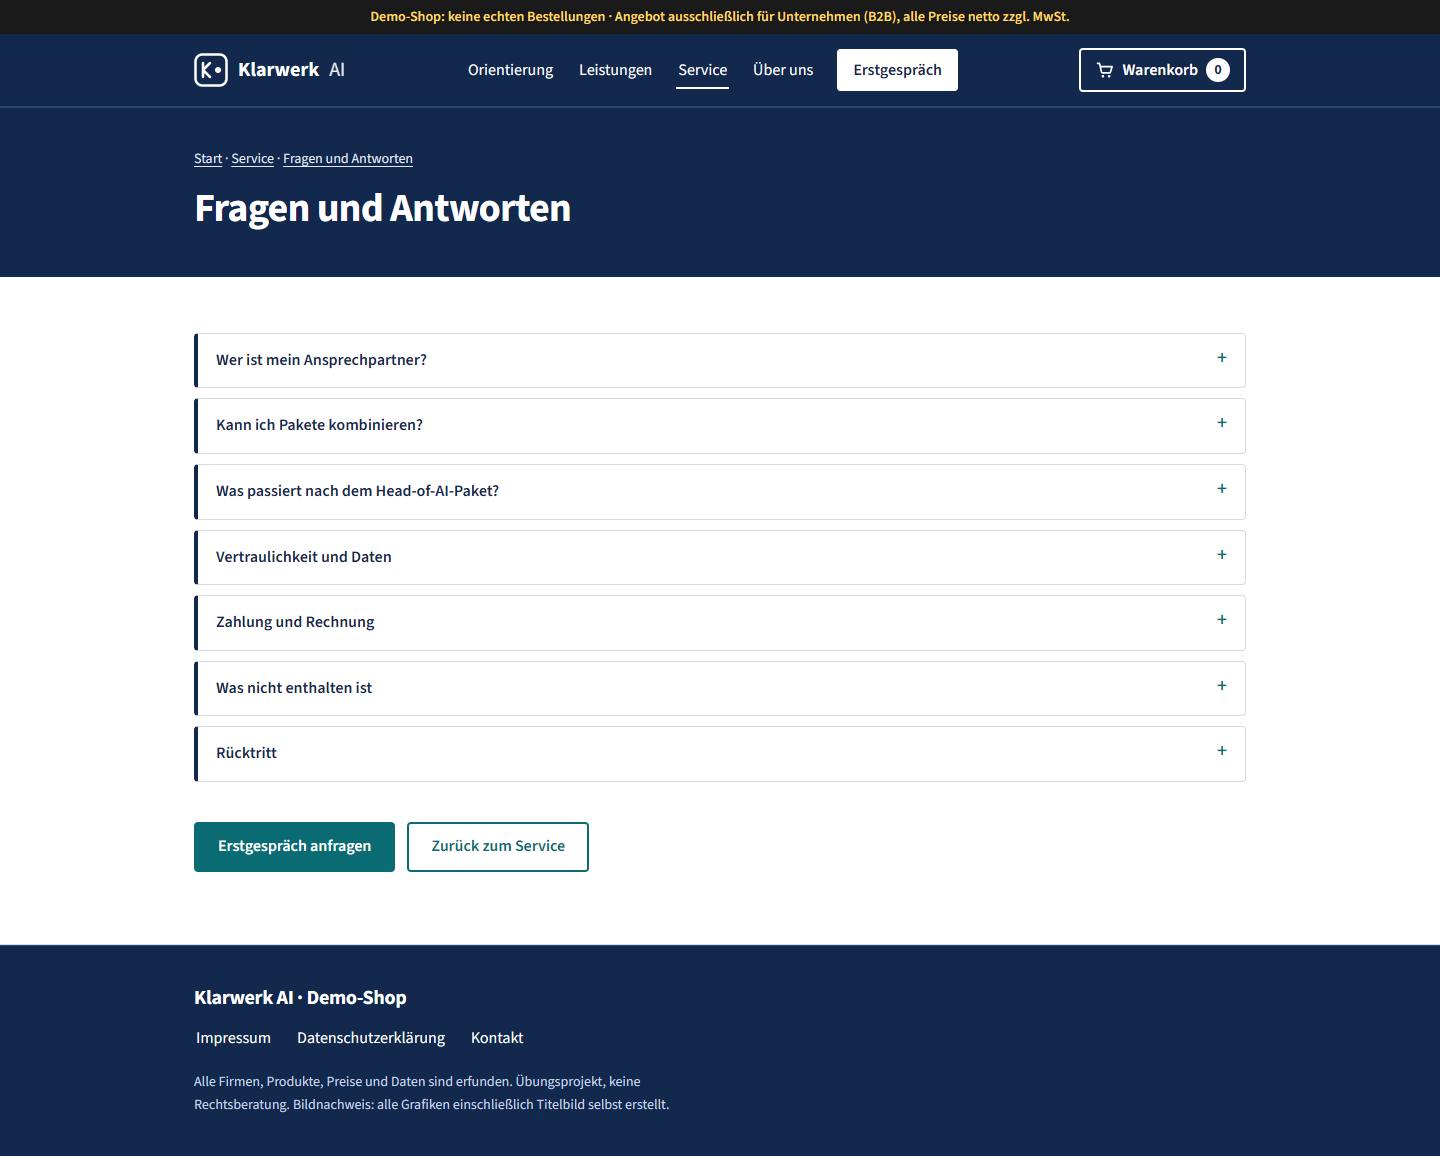 Demo-Shop: keine echten Bestellungen · Angebot ausschließlich für Unternehmen (B2B), alle Preise netto zzgl. MwSt.
K Klarwerk AI
Orientierung Leistungen Service Über uns Erstgespräch
Warenkorb 0
Start · Service · Fragen und Antworten
Fragen und Antworten
Wer ist mein Ansprechpartner? +
Kann ich Pakete kombinieren? +
Was passiert nach dem Head-of-AI-Paket? +
Vertraulichkeit und Daten +
Zahlung und Rechnung +
Was nicht enthalten ist +
Rücktritt +
Erstgespräch anfragen Zurück zum Service
Klarwerk AI · Demo-Shop
Impressum Datenschutzerklärung Kontakt
Alle Firmen, Produkte, Preise und Daten sind erfunden. Übungsprojekt, keine
Rechtsberatung. Bildnachweis: alle Grafiken einschließlich Titelbild selbst erstellt.